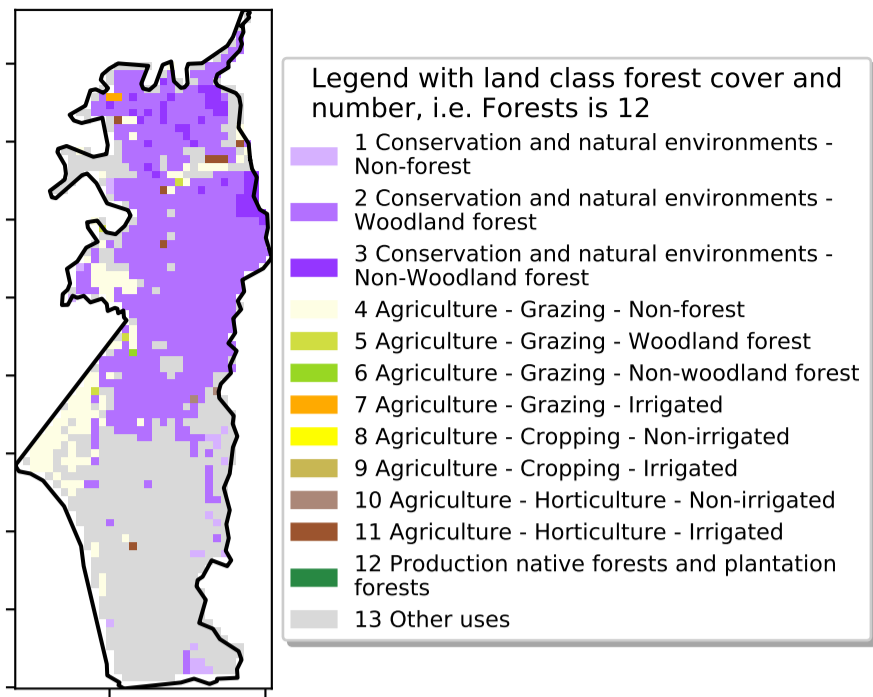 Legend with land class forest cover and
number, i.e. Forests is 12
1 Conservation and natural environments -
Non-forest
2 Conservation and natural environments -
Woodland forest
3 Conservation and natural environments -
Non-Woodland forest
4 Agriculture - Grazing - Non-forest
5 Agriculture - Grazing - Woodland forest
6 Agriculture - Grazing - Non-woodland forest
7 Agriculture - Grazing - Irrigated
8 Agriculture - Cropping - Non-irrigated
9 Agriculture - Cropping - Irrigated
10 Agriculture - Horticulture - Non-irrigated
11 Agriculture - Horticulture - Irrigated
12 Production native forests and plantation
forests
13 Other uses